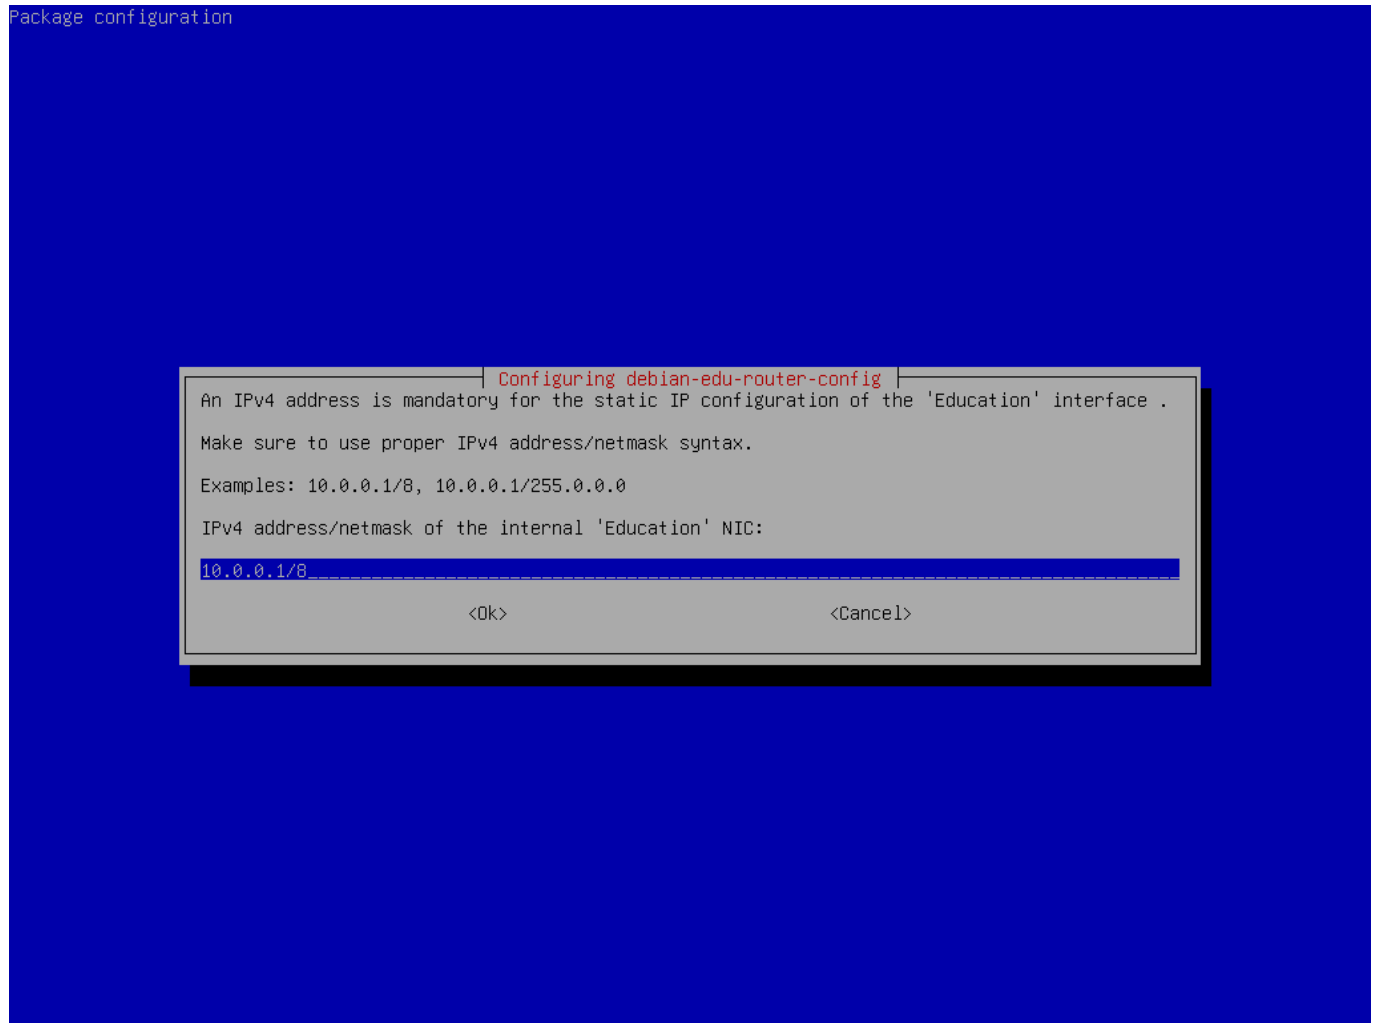 Package configuration
Configuring debian-edu-router-config
An IPv4 address is mandatory for the static IP configuration of the 'Education' interface .
Make sure to use proper IPv4 address/netmask syntax.
Examples: 10.0.0.1/8, 10.0.0.1/255.0.0.0
IPv4 address/netmask of the internal 'Education' NIC:
10.0.0.1/8
<Ok> <Cancel>